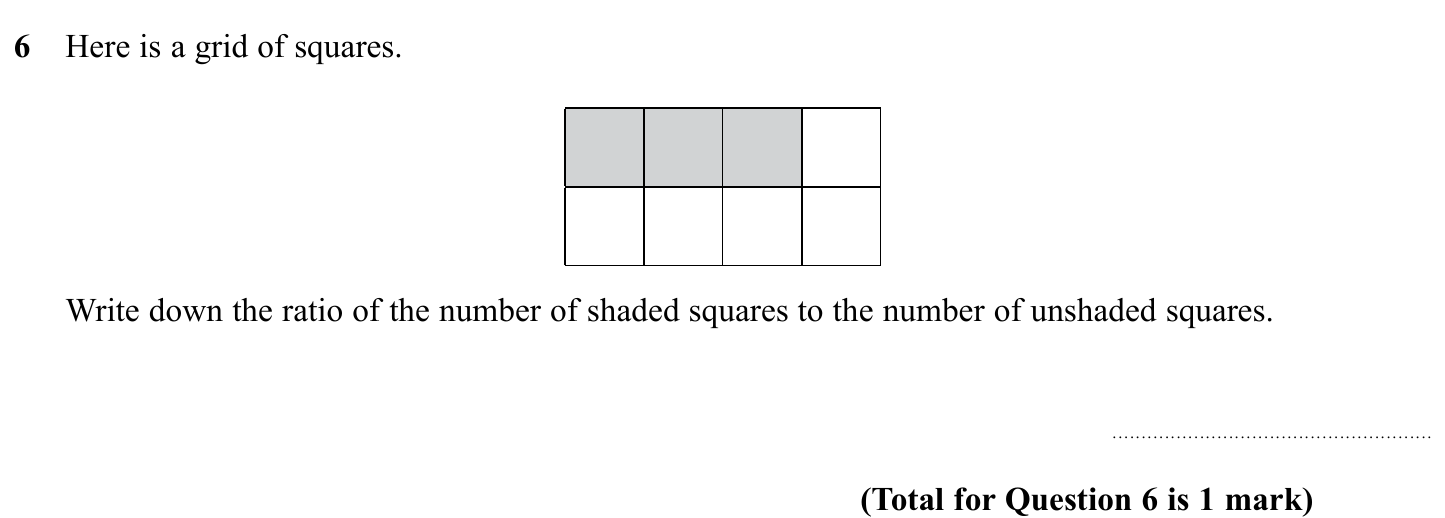 6 Here is a grid of squares.
Write down the ratio of the number of shaded squares to the number of unshaded squares.
(Total for Question 6 is 1 mark)